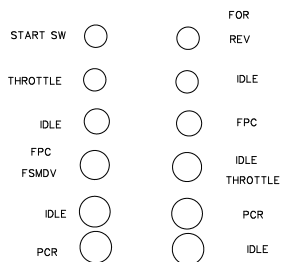 FOR
START SW
REV
THROTTLE
IDLE
IDLE
FPC
FPC
FSMDV
IDLE
THROTTLE
IDLE
PCR
PCR
IDLE